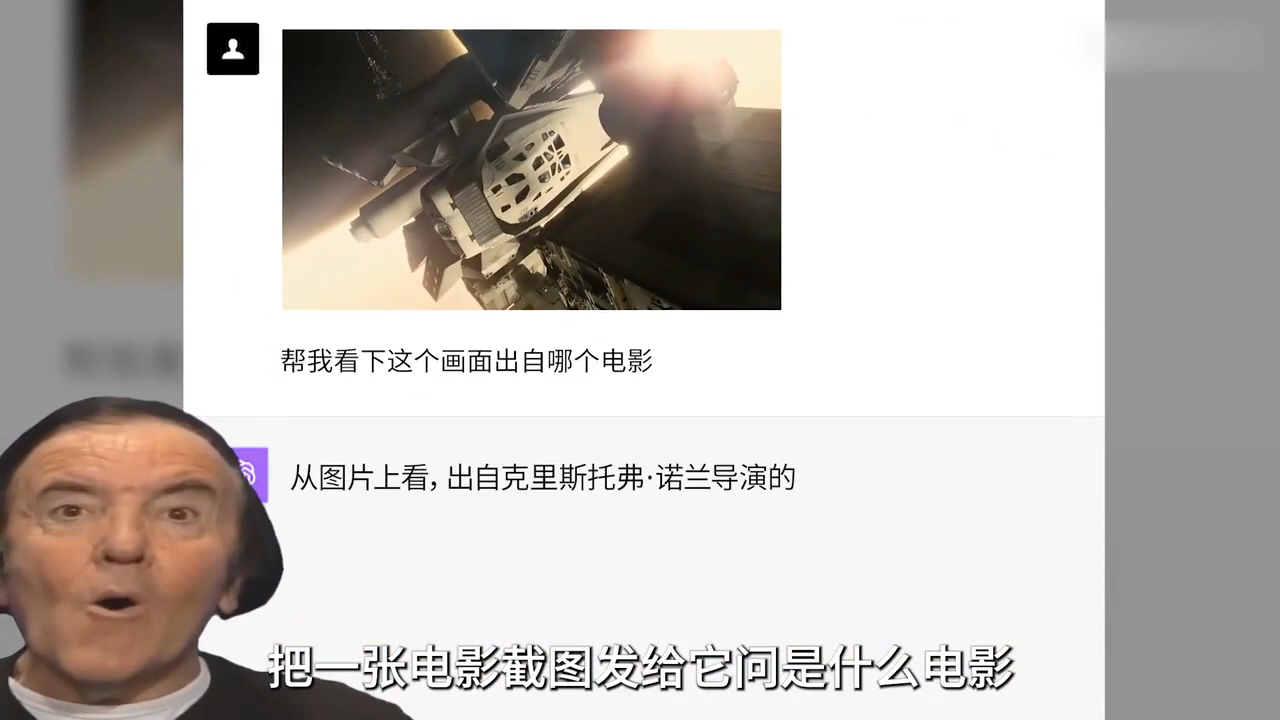 帮我看下这个画面出自哪个电影
从图片上看，出自克里斯托弗·诺兰导演的
把一张电影截图发给它问是什么电影